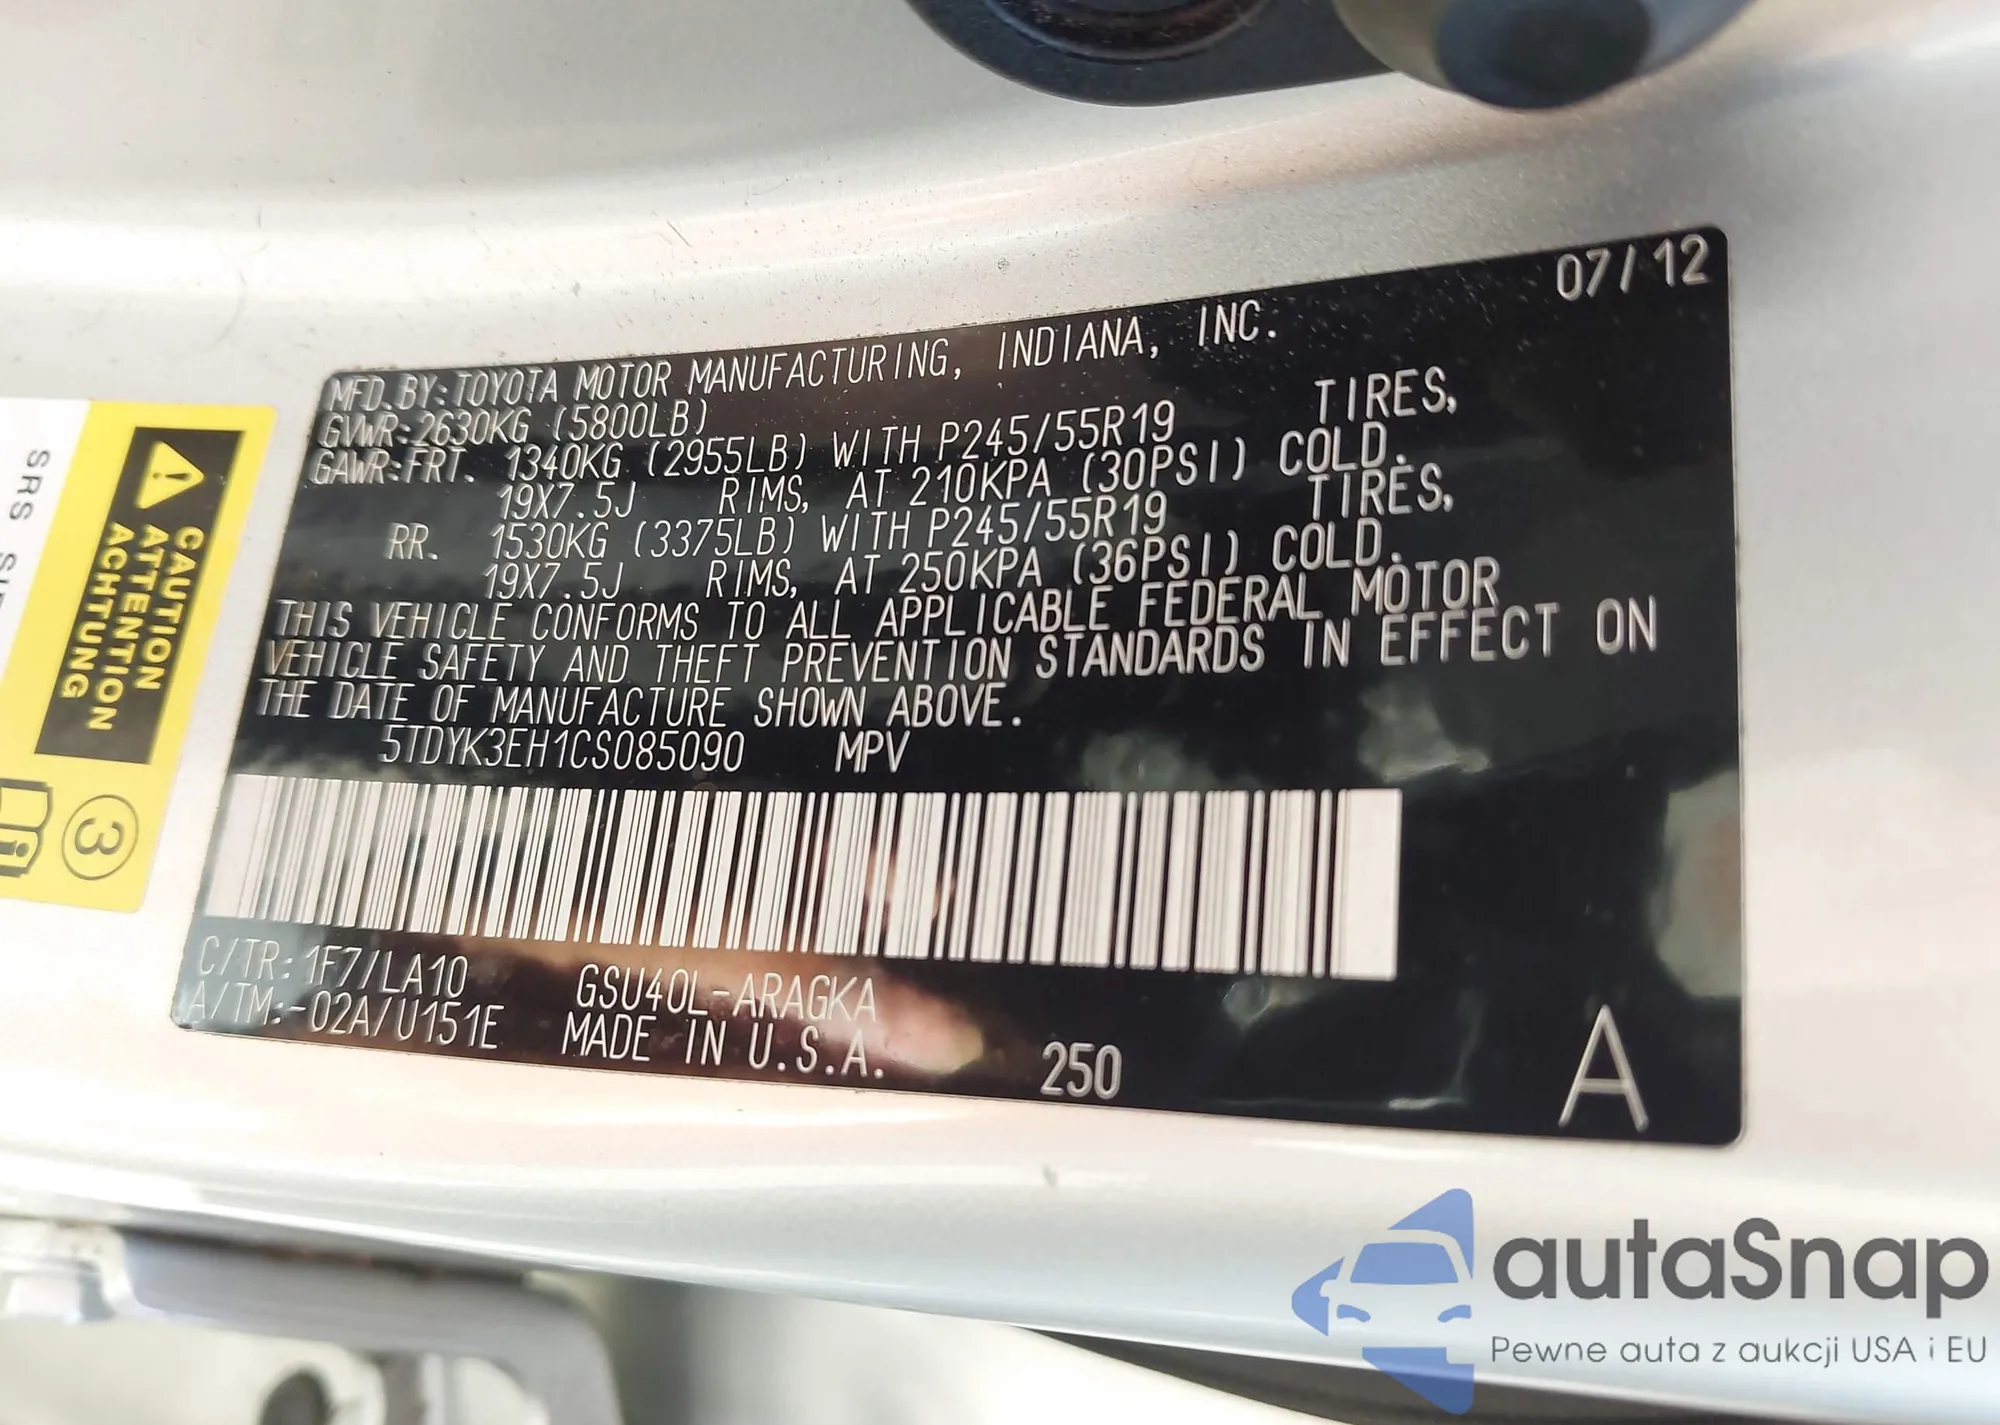 07/12
MFD.BY:TOYOTA MOTOR MANUFACTURING, INDIANA, INC.
GVWR:2630KG (5800LB)
GAWR:FRT. 1340KG (2955LB) WITH P245/55R19 TIRES,
19X7.5J RIMS, AT 210KPA (30PSI) COLD.
RR. 1530KG (3375LB) WITH P245/55R19 TIRES,
19X7.5J RIMS, AT 250KPA (36PSI) COLD.
THIS VEHICLE CONFORMS TO ALL APPLICABLE FEDERAL MOTOR
VEHICLE SAFETY AND THEFT PREVENTION STANDARDS IN EFFECT ON
THE DATE OF MANUFACTURE SHOWN ABOVE.
5TDYK3EH1CS085090 MPV
C/TR:1F7/LA10 GSU40L-ARAGKA
A/TM:-02A/U151E MADE IN U.S.A.
250
A
CAUTION
ATTENTION
ACHTUNG
3
SRS
autaSnap
Pewne auta z aukcji USA i EU